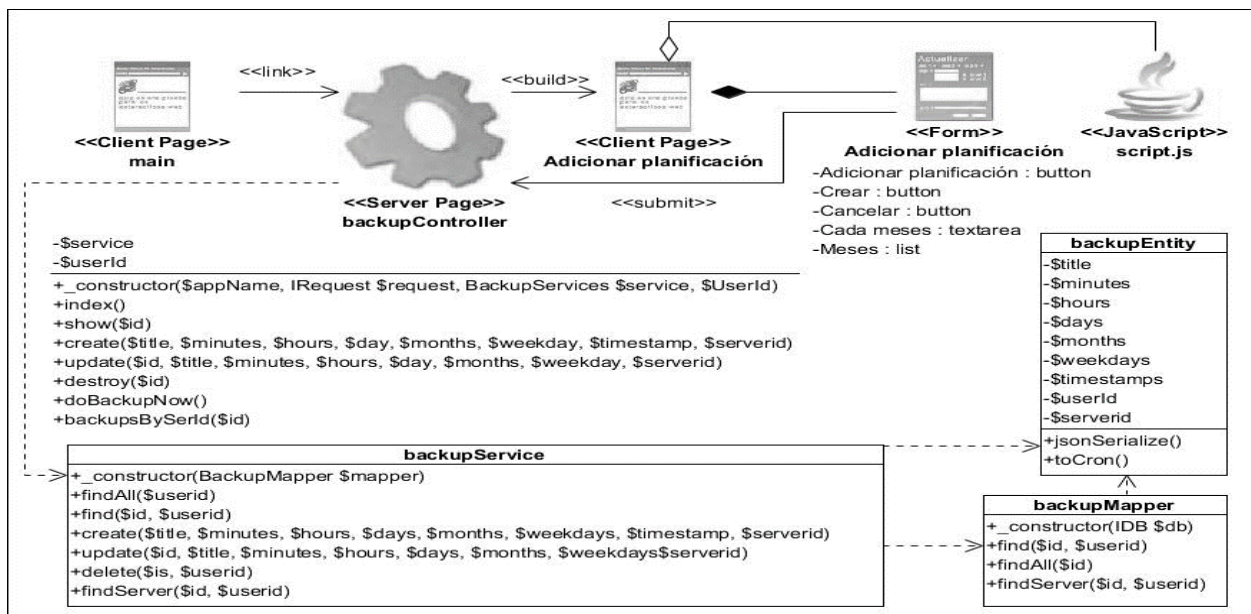 <<link>>
<<build>>
<<Client Page>>
main
<<Server Page>>
backupController
<<Client Page>>
Adicionar planificación
<<submit>>
Actualizar
<<Form>>
Adicionar planificación
-Adicionar planificación : button
-Crear : button
-Cancelar : button
-Cada meses : textarea
-Meses : list
<<JavaScript>>
script.js
-$service
-$userId
+_constructor($appName, IRequest $request, BackupServices $service, $UserId)
+index()
+show($id)
+create($title, $minutes, $hours, $day, $months, $weekday, $timestamp, $serverid)
+update($id, $title, $minutes, $hours, $day, $months, $weekday, $serverid)
+destroy($id)
+doBackupNow()
+backupsBySerId($id)
backupEntity
-$title
-$minutes
-$hours
-$days
-$months
-$weekdays
-$timestamps
-$userId
-$serverid
+jsonSerialize()
+toCron()
backupService
+_constructor(BackupMapper $mapper)
+findAll($userid)
+find($id, $userid)
+create($title, $minutes, $hours, $days, $months, $weekdays, $timestamp, $serverid)
+update($id, $title, $minutes, $hours, $days, $months, $weekdays$serverid)
+delete($is, $userid)
+findServer($id, $userid)
backupMapper
+_constructor(IDB $db)
+find($id, $userid)
+findAll($id)
+findServer($id, $userid)